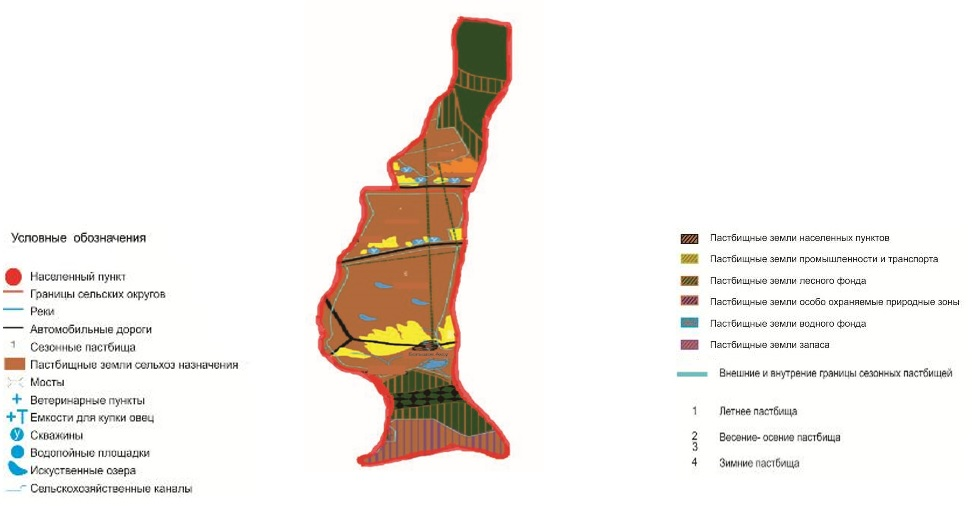 Условные обозначения
Населенный пункт
Границы сельских округов
Реки
Автомобильные дороги
1 Сезонные пастбища
Пастбищные земли сельхоз назначения
Мосты
Ветеринарные пункты
Емкости для купки овец
У Скважины
Водопойные площадки
Искуственные озера
Сельскохозяйственные каналы
Пастбищные земли населенных пунктов
Пастбищные земли промышленности и транспорта
Пастбищные земли лесного фонда
Пастбищные земли особо охраняемые природные зоны
Пастбищные земли водного фонда
Пастбищные земли запаса
Внешние и внутрение границы сезонных пастбищей
1 Летнее пастбища
2 Весение- осение пастбища
3
4 Зимние пастбища